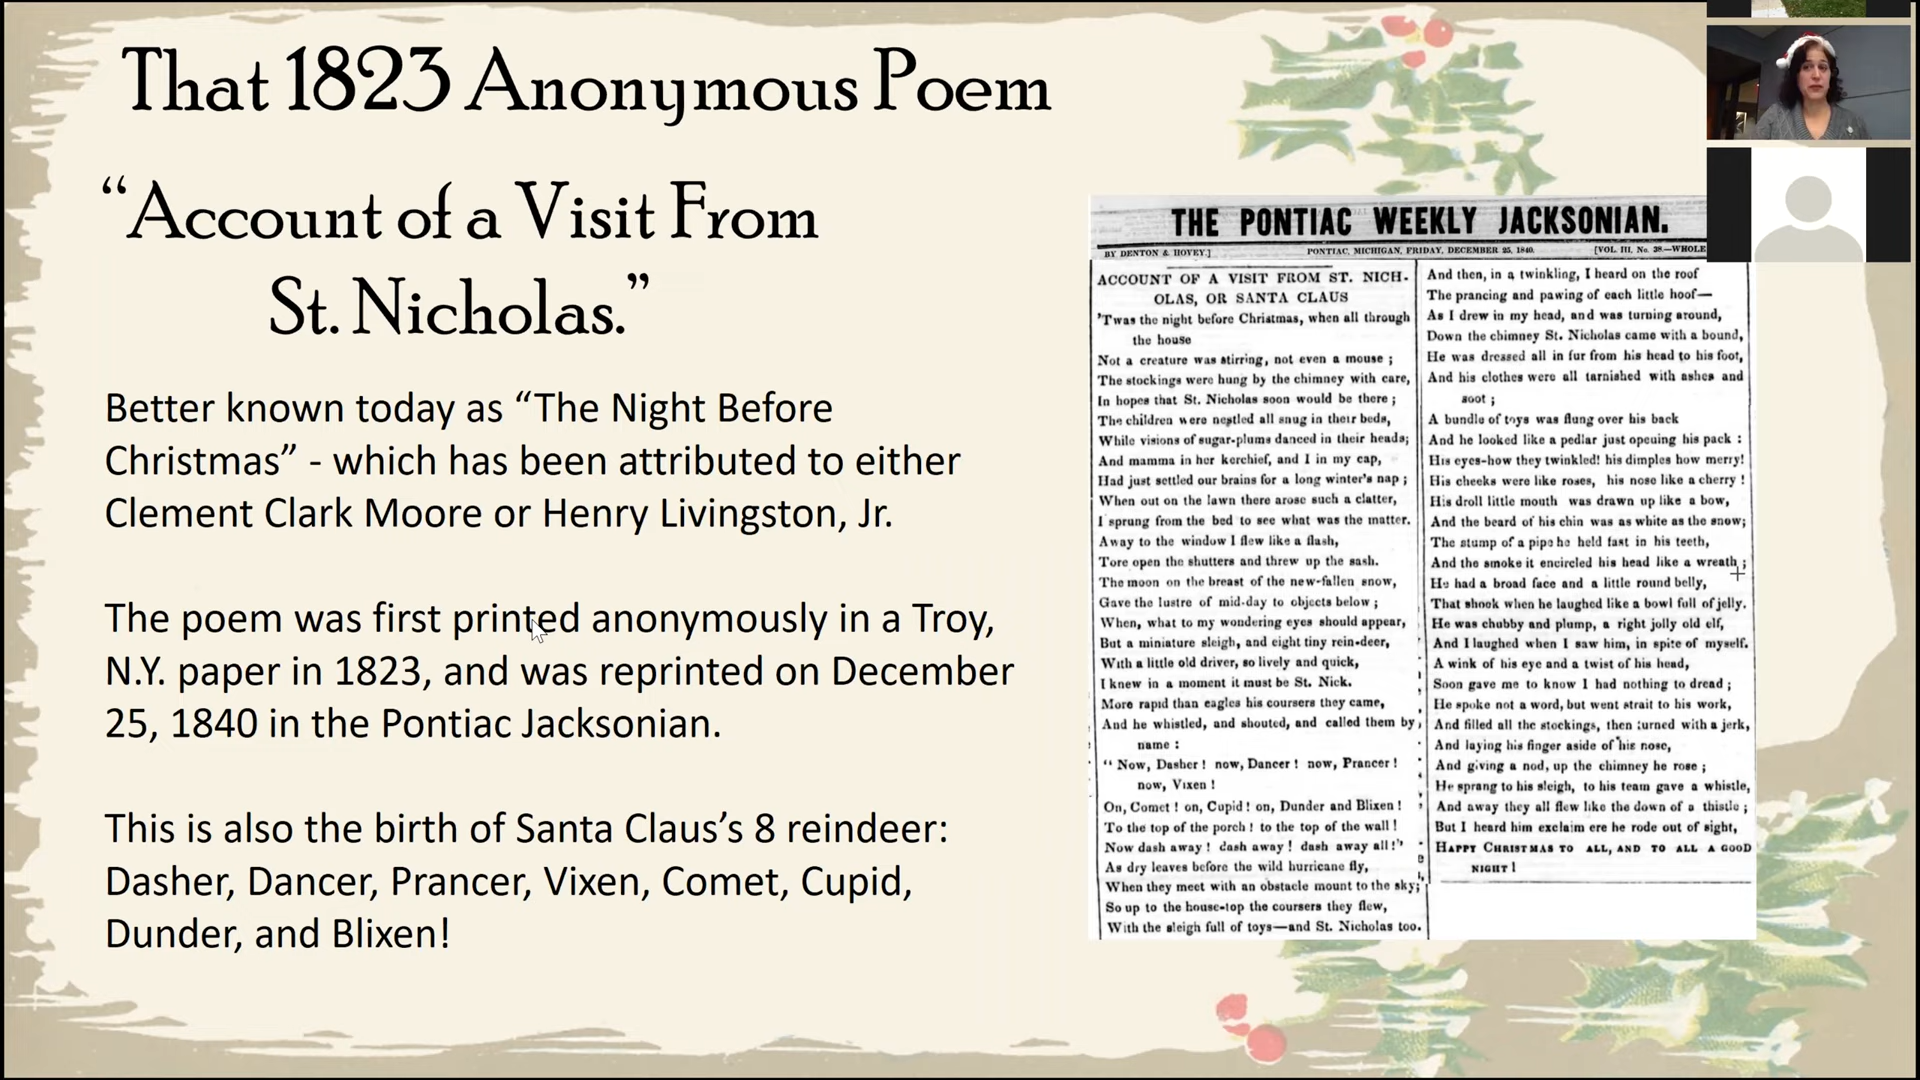 That 1823 Anonymous Poem
“Account of a Visit From
St. Nicholas.”
Better known today as “The Night Before
Christmas” - which has been attributed to either
Clement Clark Moore or Henry Livingston, Jr.
The poem was first printed anonymously in a Troy,
N.Y. paper in 1823, and was reprinted on December
25, 1840 in the Pontiac Jacksonian.
This is also the birth of Santa Claus’s 8 reindeer:
Dasher, Dancer, Prancer, Vixen, Comet, Cupid,
Dunder, and Blixen!
THE PONTIAC WEEKLY JACKSONIAN.
BY DENTON & HOVEY.] PONTIAC, MICHIGAN, FRIDAY, DECEMBER 25, 1840. [VOL. III, No. 38.—WHOLE
ACCOUNT OF A VISIT FROM ST. NICH-
OLAS, OR SANTA CLAUS
'Twas the night before Christmas, when all through
the house
Not a creature was stirring, not even a mouse ;
The stockings were hung by the chimney with care,
In hopes that St. Nicholas soon would be there ;
The children were nestled all snug in their beds,
While visions of sugar-plums danced in their heads;
And mamma in her kerchief, and I in my cap,
Had just settled our brains for a long winter's nap ;
When out on the lawn there arose such a clatter,
I sprung from the bed to see what was the matter.
Away to the window I flew like a flash,
Tore open the shutters and threw up the sash.
The moon on the breast of the new-fallen snow,
Gave the lustre of mid-day to objects below ;
When, what to my wondering eyes should appear,
But a miniature sleigh, and eight tiny rein-deer,
With a little old driver, so lively and quick,
I knew in a moment it must be St. Nick.
More rapid than eagles his coursers they came,
And he whistled, and shouted, and called them by
name :
“ Now, Dasher ! now, Dancer ! now, Prancer !
now, Vixen !
On, Comet ! on, Cupid ! on, Dunder and Blixen !
To the top of the porch ! to the top of the wall !
Now dash away ! dash away ! dash away all !”
As dry leaves before the wild hurricane fly,
When they meet with an obstacle mount to the sky;
So up to the house-top the coursers they flew,
With the sleigh full of toys—and St. Nicholas too.
And then, in a twinkling, I heard on the roof
The prancing and pawing of each little hoof—
As I drew in my head, and was turning around,
Down the chimney St. Nicholas came with a bound,
He was dressed all in fur from his head to his foot,
And his clothes were all tarnished with ashes and
soot ;
A bundle of toys was flung over his back
And he looked like a pedlar just opening his pack :
His eyes-how they twinkled! his dimples how merry!
His cheeks were like roses, his nose like a cherry !
His droll little mouth was drawn up like a bow,
And the beard of his chin was as white as the snow;
The stump of a pipe he held fast in his teeth,
And the smoke it encircled his head like a wreath ;
He had a broad face and a little round belly,
That shook when he laughed like a bowl full of jelly.
He was chubby and plump, a right jolly old elf,
And I laughed when I saw him, in spite of myself.
A wink of his eye and a twist of his head,
Soon gave me to know I had nothing to dread ;
He spoke not a word, but went strait to his work,
And filled all the stockings, then turned with a jerk,
And laying his finger aside of his nose,
And giving a nod, up the chimney he rose ;
He sprang to his sleigh, to his team gave a whistle,
And away they all flew like the down of a thistle ;
But I heard him exclaim ere he rode out of sight,
HAPPY CHRISTMAS TO ALL, AND TO ALL A GOOD
NIGHT !